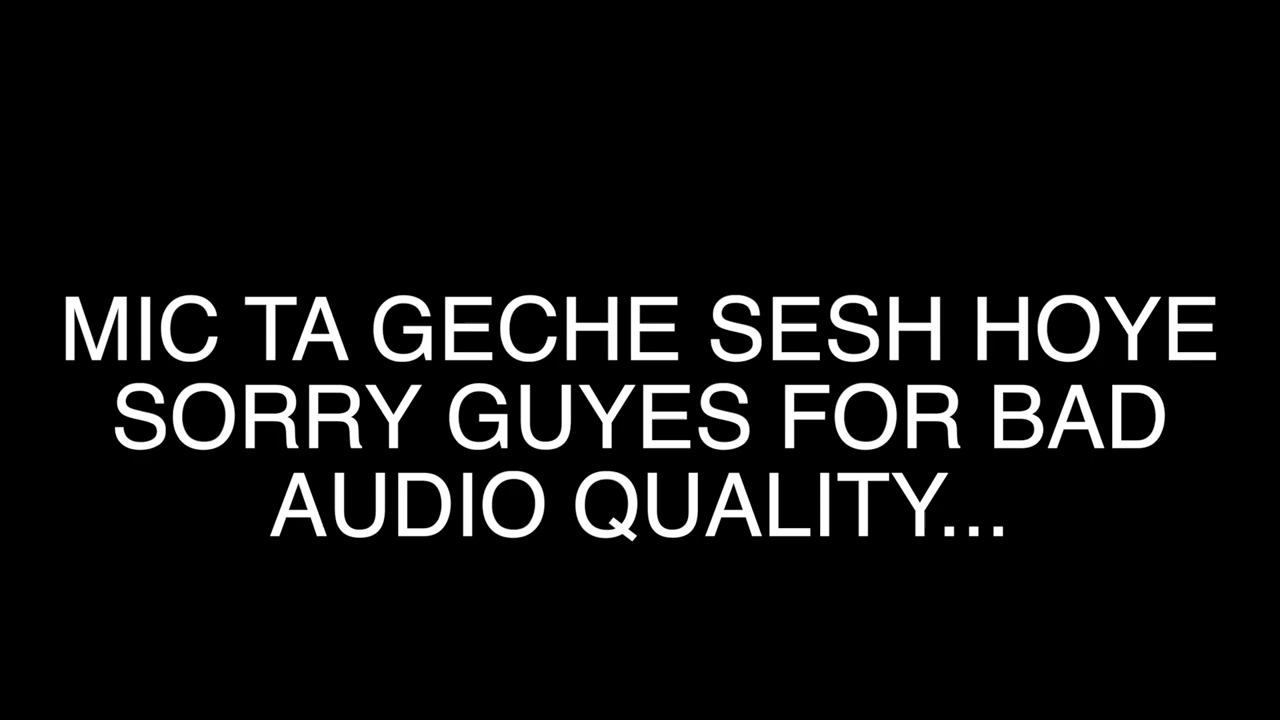 MIC TA GECHE SESH HOYE
SORRY GUYES FOR BAD
AUDIO QUALITY...